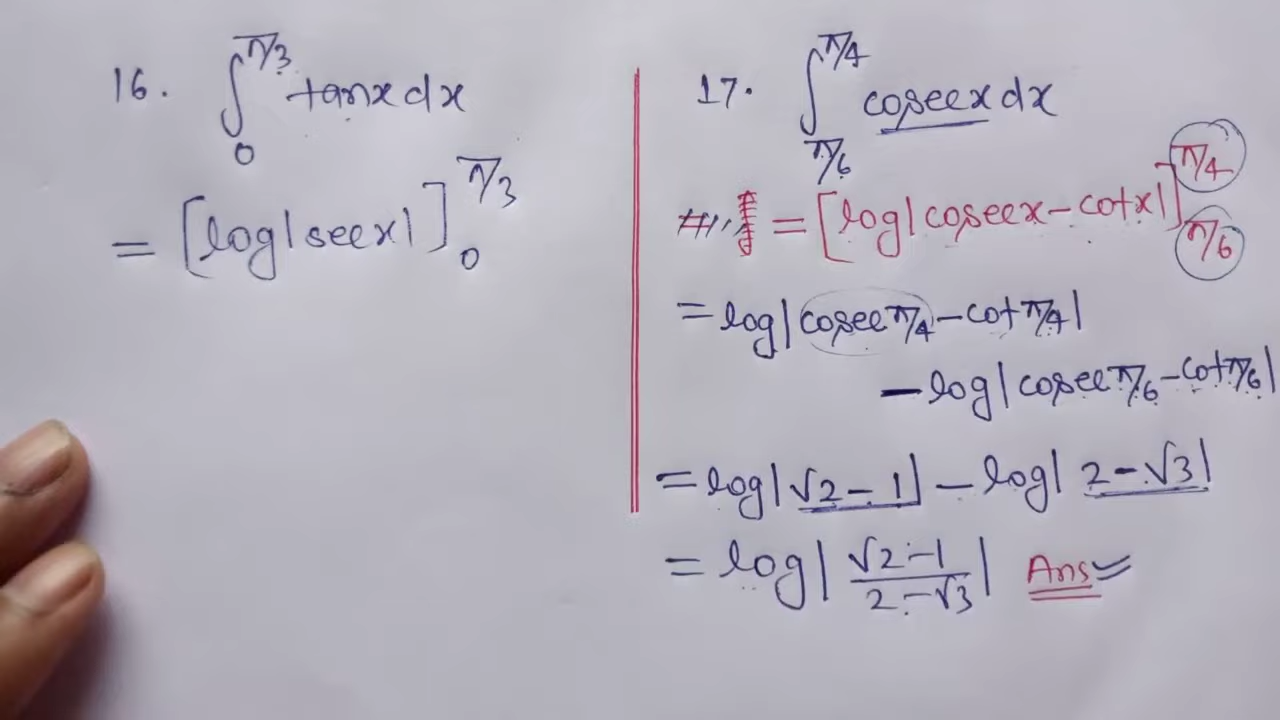 16. ∫₀^π/3 tanx dx
= [log|secx|]₀^π/3
17. ∫π/6^π/4 cosecx dx
= [log|cosecx - cotx|]π/6^π/4
= log|cosec π/4 - cot π/4|
- log|cosec π/6 - cot π/6|
= log|√2 - 1| - log|2 - √3|
= log|(√2 - 1)/(2 - √3)| Ans